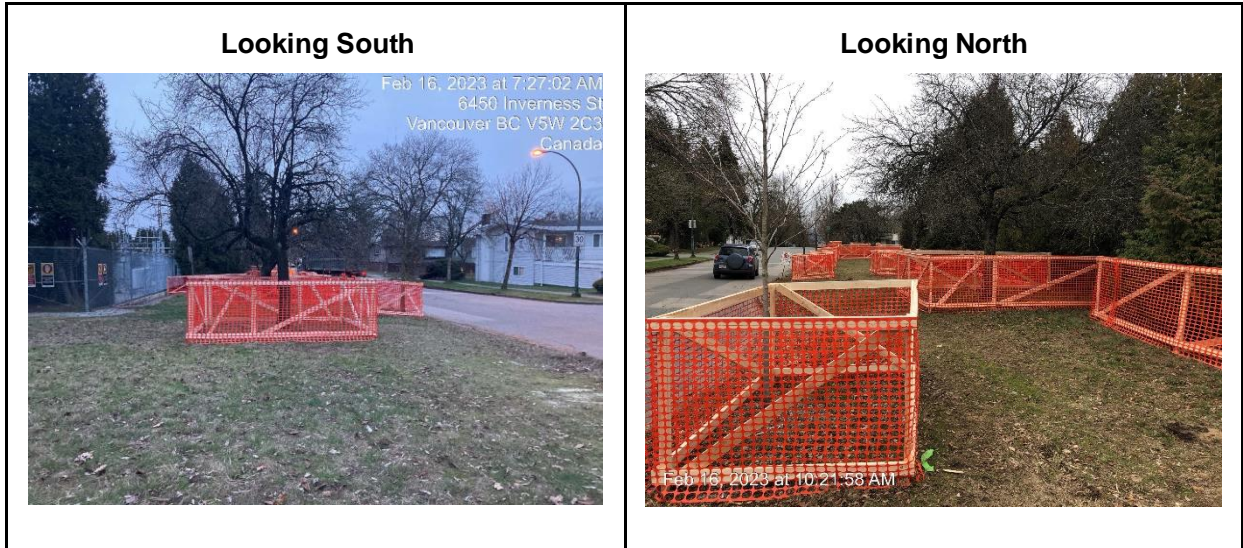 Looking South
Feb 16, 2023 at 7:27:02 AM
6450 Inverness St
Vancouver BC V5W 2C3
Canada
30
Looking North
Feb 16, 2023 at 10:21:58 AM